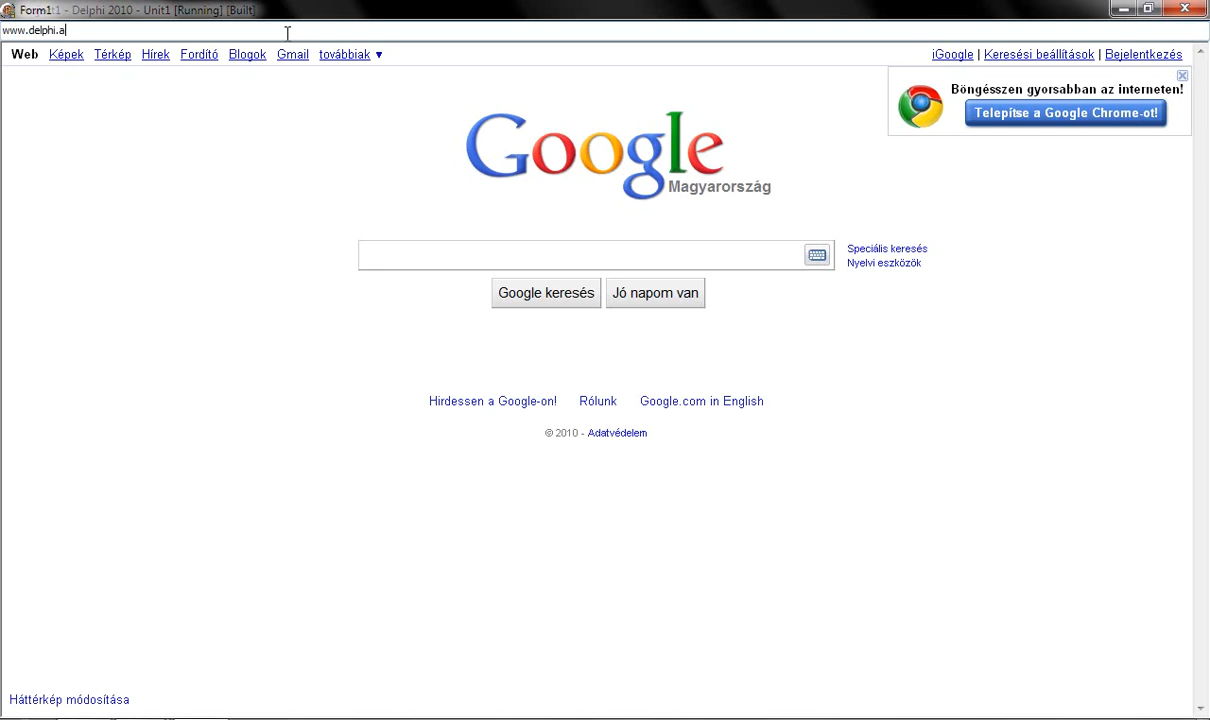 Form1t1 - Delphi 2010 - Unit1 [Running] [Built]
www.delphi.a
Web Képek Térkép Hírek Fordító Blogok Gmail továbbiak ▼ iGoogle | Keresési beállítások | Bejelentkezés
Böngésszen gyorsabban az interneten!
Telepítse a Google Chrome-ot!
Google
Magyarország
Speciális keresés
Nyelvi eszközök
Google keresés Jó napom van
Hirdessen a Google-on! Rólunk Google.com in English
© 2010 - Adatvédelem
Háttérkép módosítása